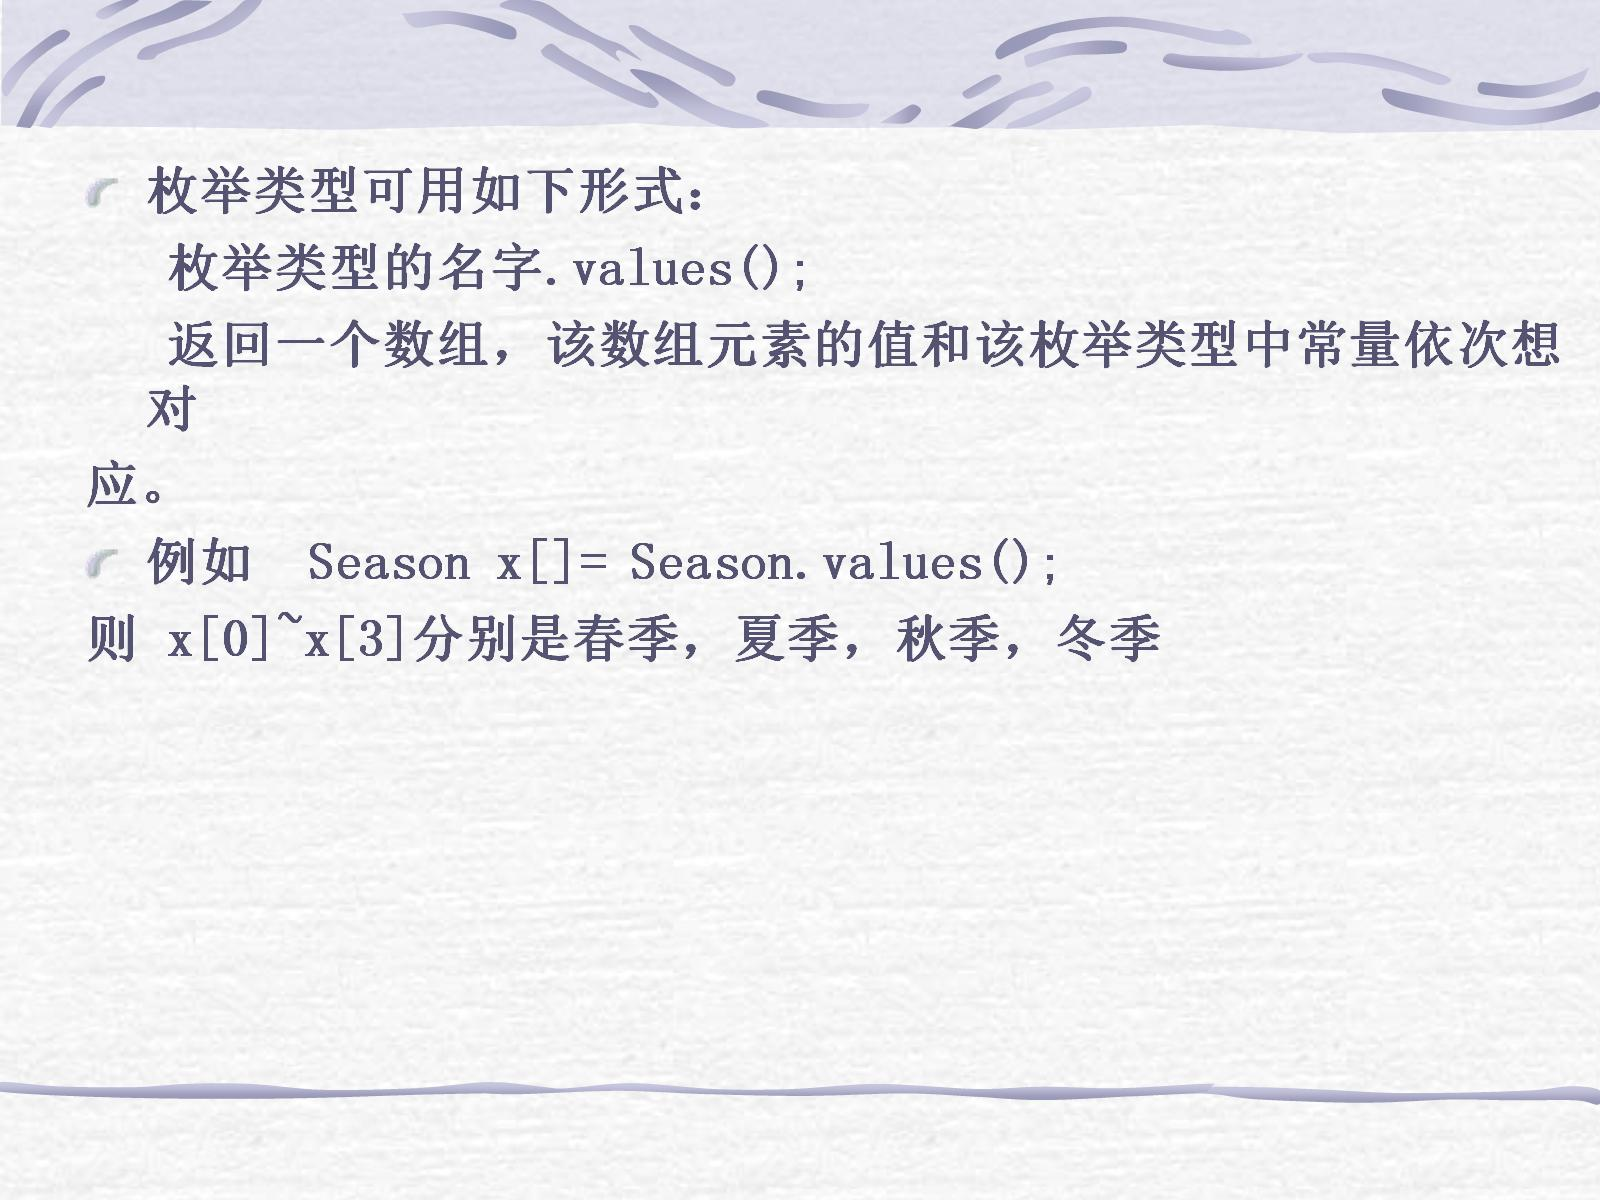 枚举类型可用如下形式：
枚举类型的名字.values();
返回一个数组，该数组元素的值和该枚举类型中常量依次想
对
应。
例如　Season x[]= Season.values();
则 x[0]~x[3]分别是春季，夏季，秋季，冬季